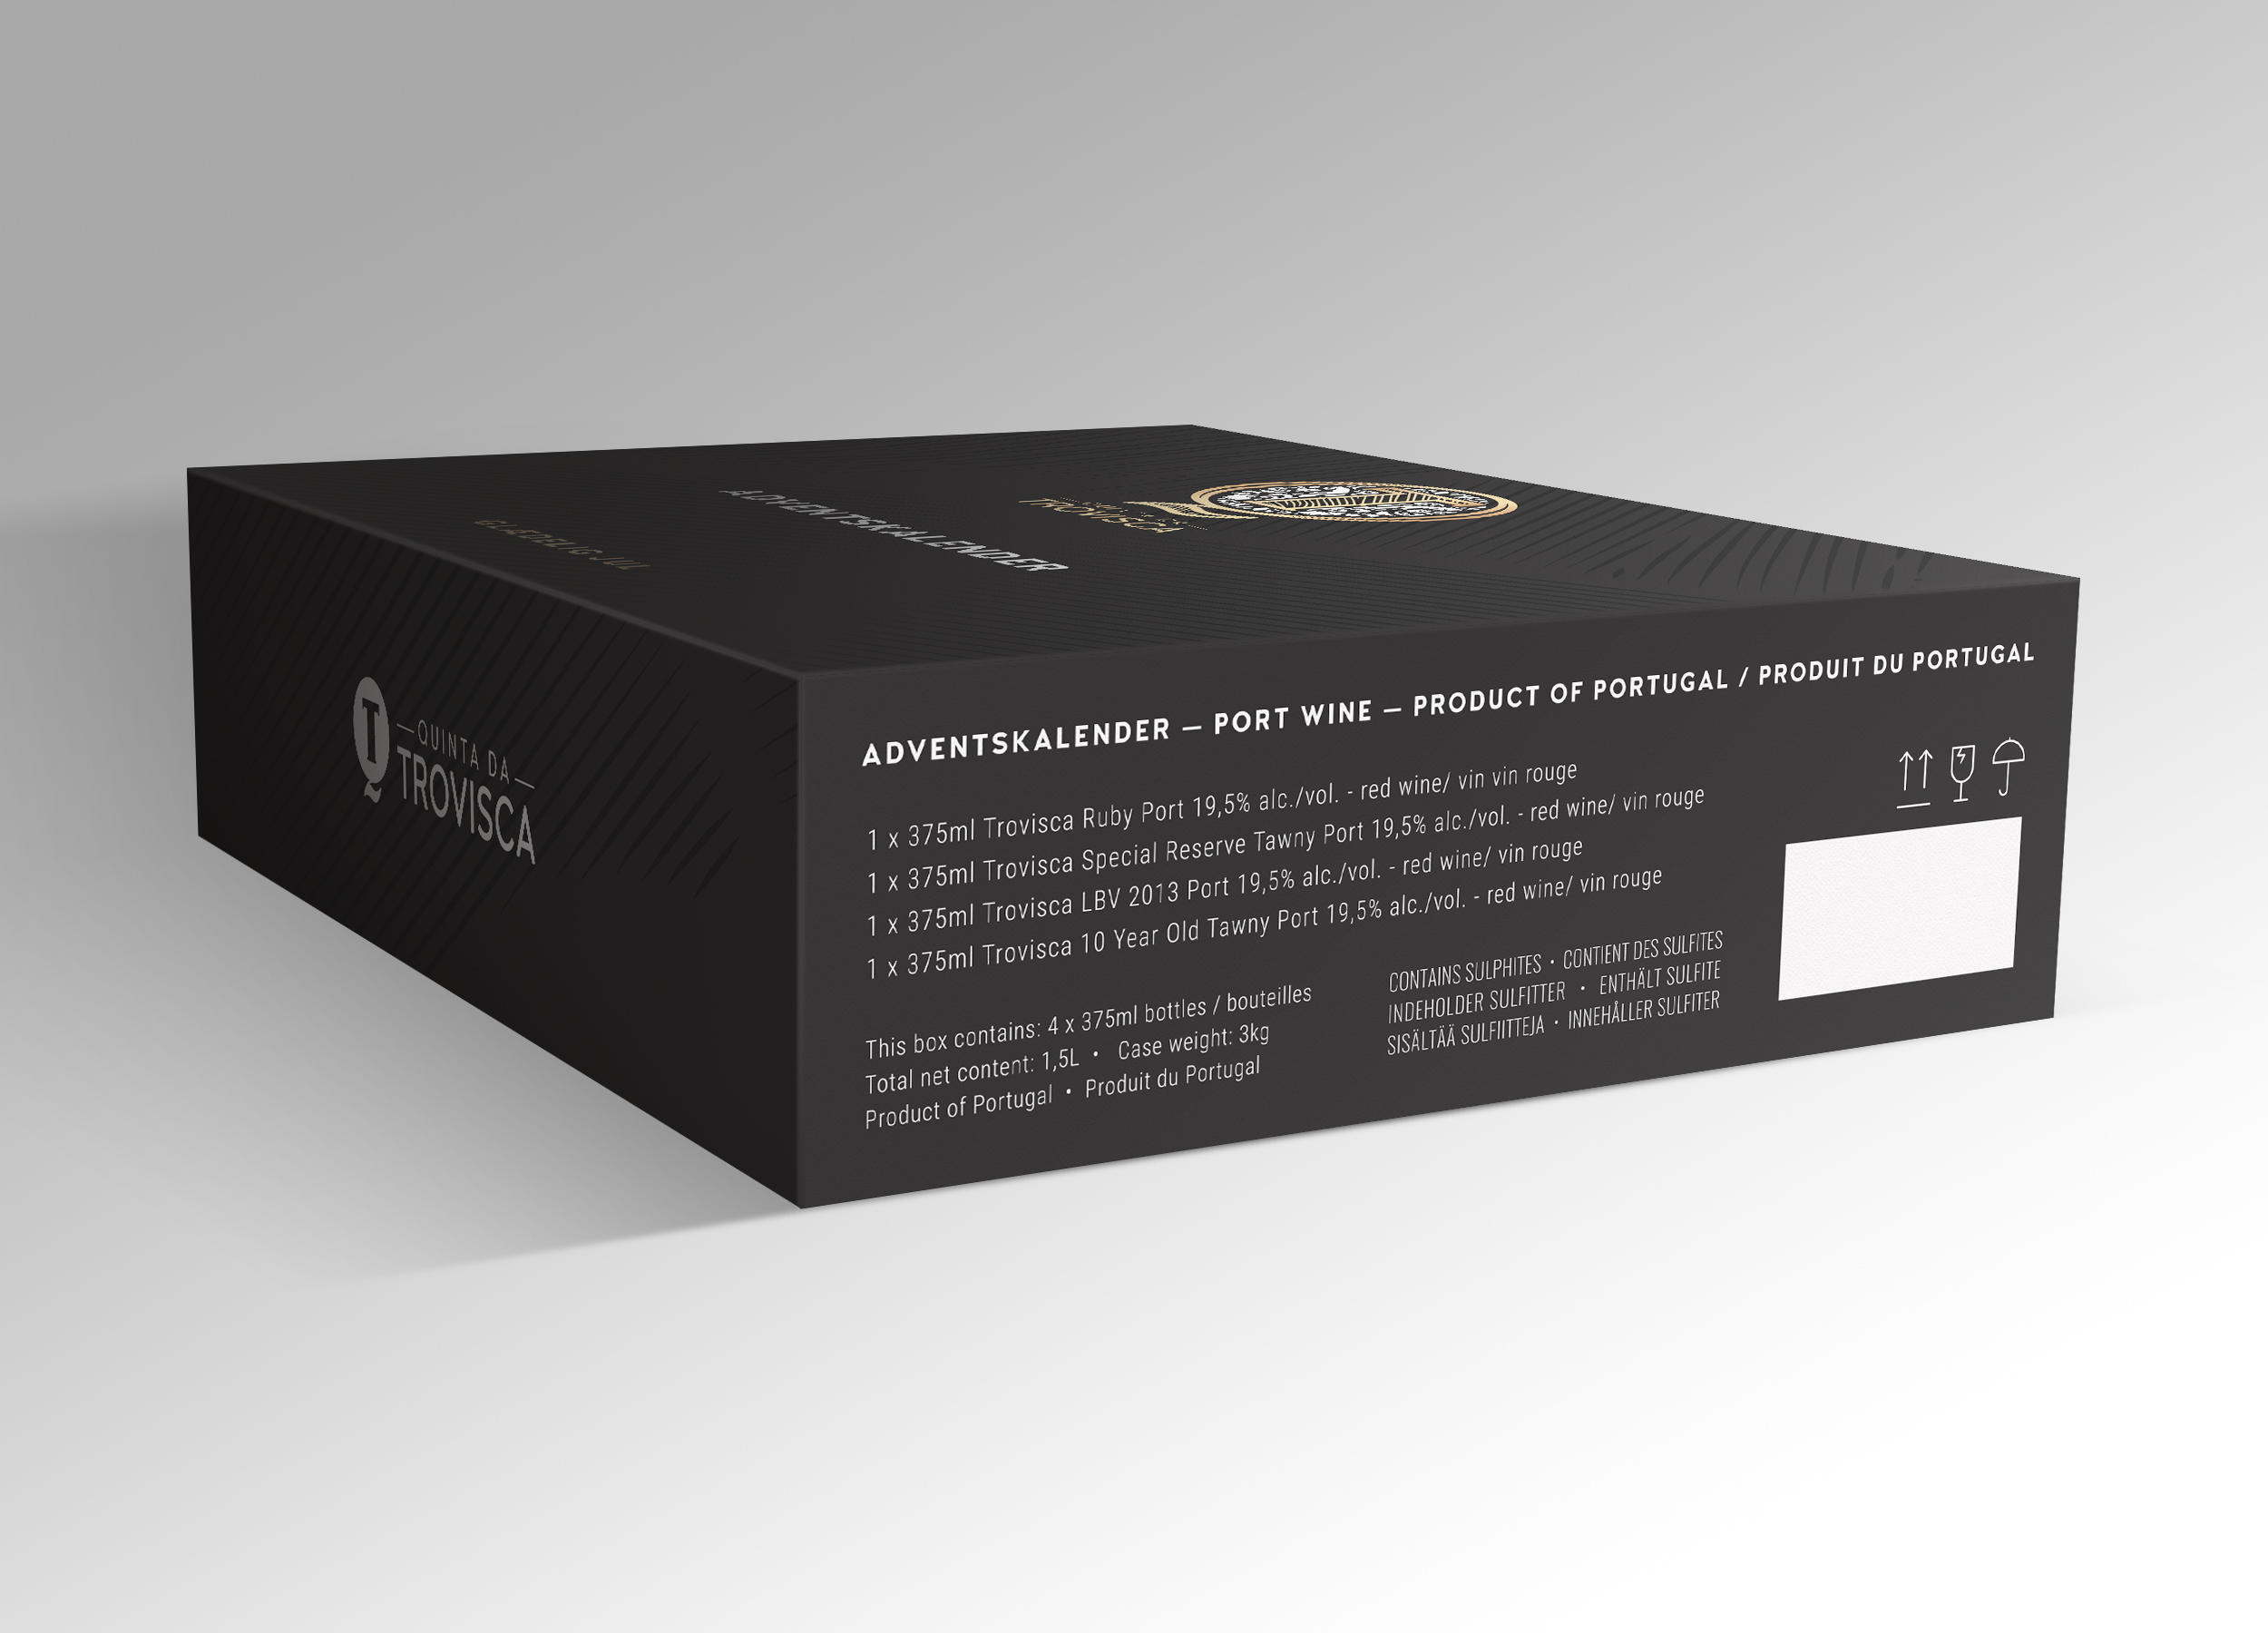 GLÆDELIG JUL
ADVENTSKALENDER
TROVISCA
T
QUINTA DA
TROVISCA
ADVENTSKALENDER — PORT WINE — PRODUCT OF PORTUGAL / PRODUIT DU PORTUGAL
1 x 375ml Trovisca Ruby Port 19,5% alc./vol. - red wine/ vin vin rouge
1 x 375ml Trovisca Special Reserve Tawny Port 19,5% alc./vol. - red wine/ vin rouge
1 x 375ml Trovisca LBV 2013 Port 19,5% alc./vol. - red wine/ vin rouge
1 x 375ml Trovisca 10 Year Old Tawny Port 19,5% alc./vol. - red wine/ vin rouge
This box contains: 4 x 375ml bottles / bouteilles
Total net content: 1,5L • Case weight: 3kg
Product of Portugal • Produit du Portugal
CONTAINS SULPHITES • CONTIENT DES SULFITES
INDEHOLDER SULFITTER • ENTHÄLT SULFITE
SISÄLTÄÄ SULFIITTEJA • INNEHÅLLER SULFITER